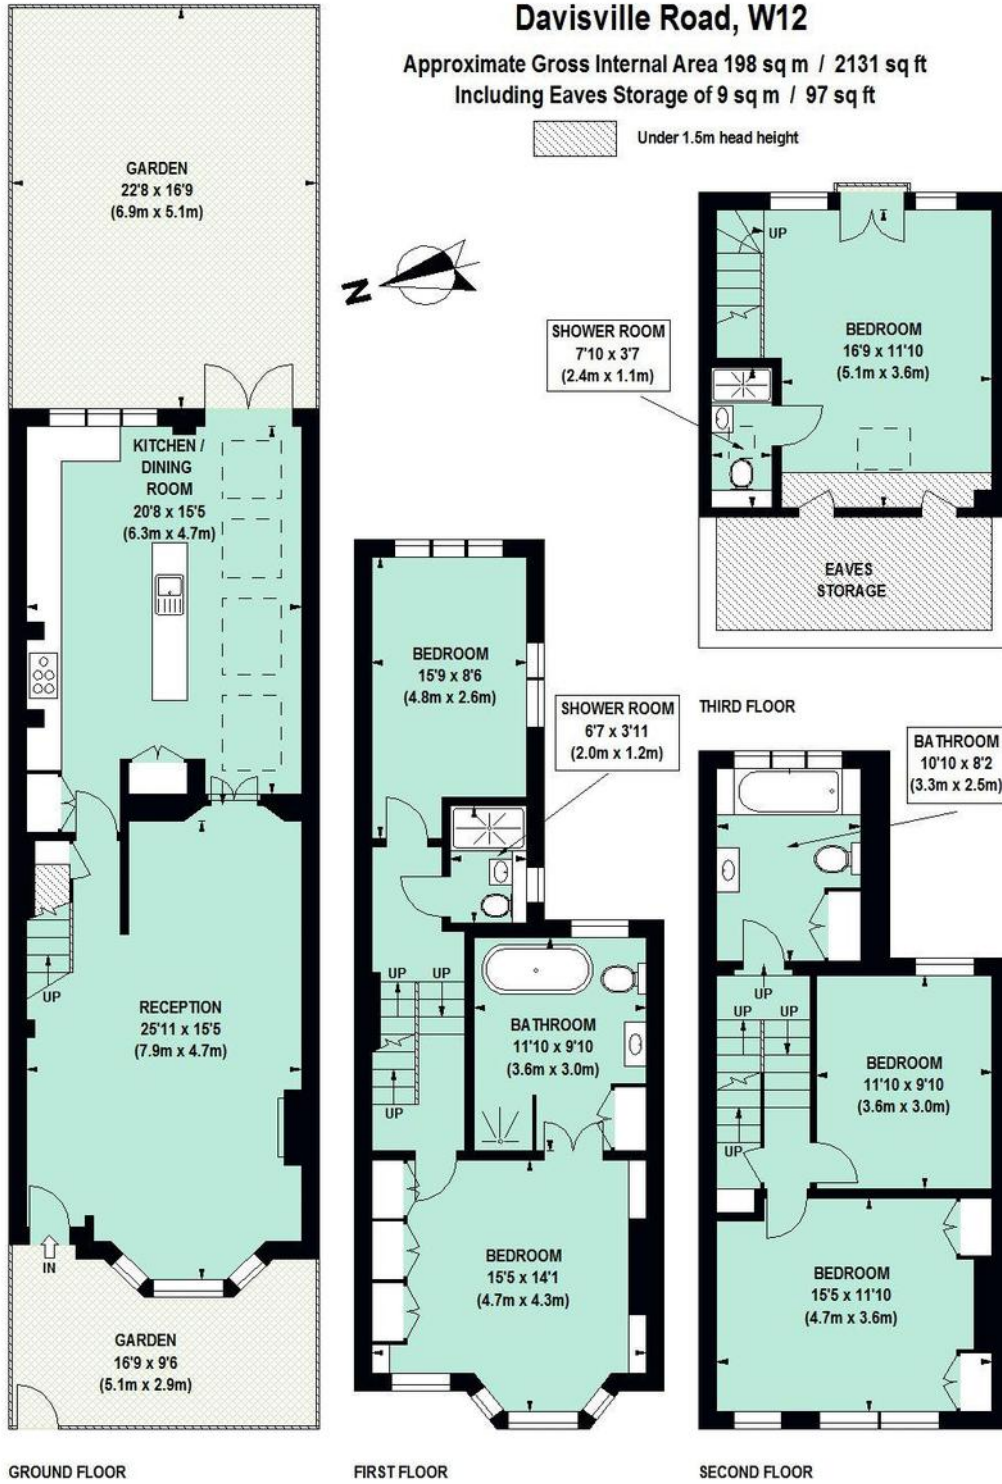 Davisville Road, W12
Approximate Gross Internal Area 198 sq m / 2131 sq ft
Including Eaves Storage of 9 sq m / 97 sq ft
Under 1.5m head height
N
GARDEN
22'8 x 16'9
(6.9m x 5.1m)
KITCHEN /
DINING
ROOM
20'8 x 15'5
(6.3m x 4.7m)
UP
RECEPTION
25'11 x 15'5
(7.9m x 4.7m)
IN
GARDEN
16'9 x 9'6
(5.1m x 2.9m)
GROUND FLOOR
BEDROOM
15'9 x 8'6
(4.8m x 2.6m)
SHOWER ROOM
6'7 x 3'11
(2.0m x 1.2m)
UP
UP
UP
BATHROOM
11'10 x 9'10
(3.6m x 3.0m)
BEDROOM
15'5 x 14'1
(4.7m x 4.3m)
FIRST FLOOR
UP
SHOWER ROOM
7'10 x 3'7
(2.4m x 1.1m)
BEDROOM
16'9 x 11'10
(5.1m x 3.6m)
EAVES
STORAGE
THIRD FLOOR
BATHROOM
10'10 x 8'2
(3.3m x 2.5m)
UP
UP
UP
UP
BEDROOM
11'10 x 9'10
(3.6m x 3.0m)
BEDROOM
15'5 x 11'10
(4.7m x 3.6m)
SECOND FLOOR